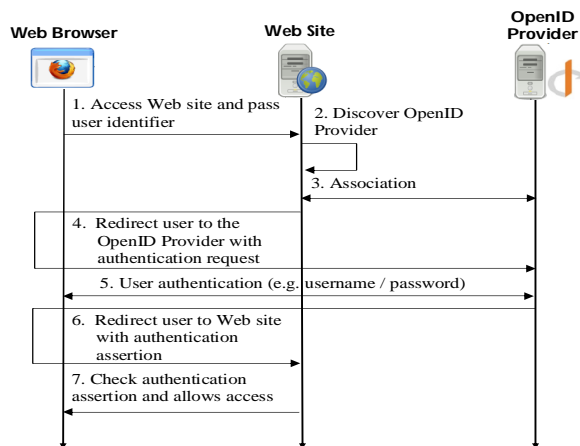 OpenID
Provider
Web Browser
Web Site
1. Access Web site and pass
user identifier
2. Discover OpenID
Provider
3. Association
4. Redirect user to the
OpenID Provider with
authentication request
5. User authentication (e.g. username / password)
6. Redirect user to Web site
with authentication
assertion
7. Check authentication
assertion and allows access